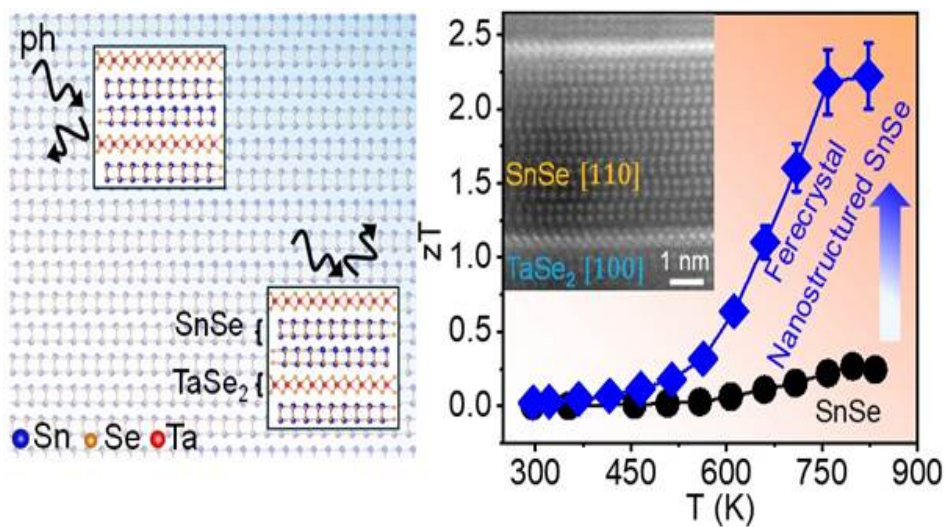 ph
SnSe {
TaSe₂ {
Sn Se Ta
2.5
2.0
1.5
1.0
0.5
0.0
zT
SnSe [110]
TaSe₂ [100]
1 nm
Ferecrystal
Nanostructured SnSe
SnSe
300 450 600 750 900
T (K)